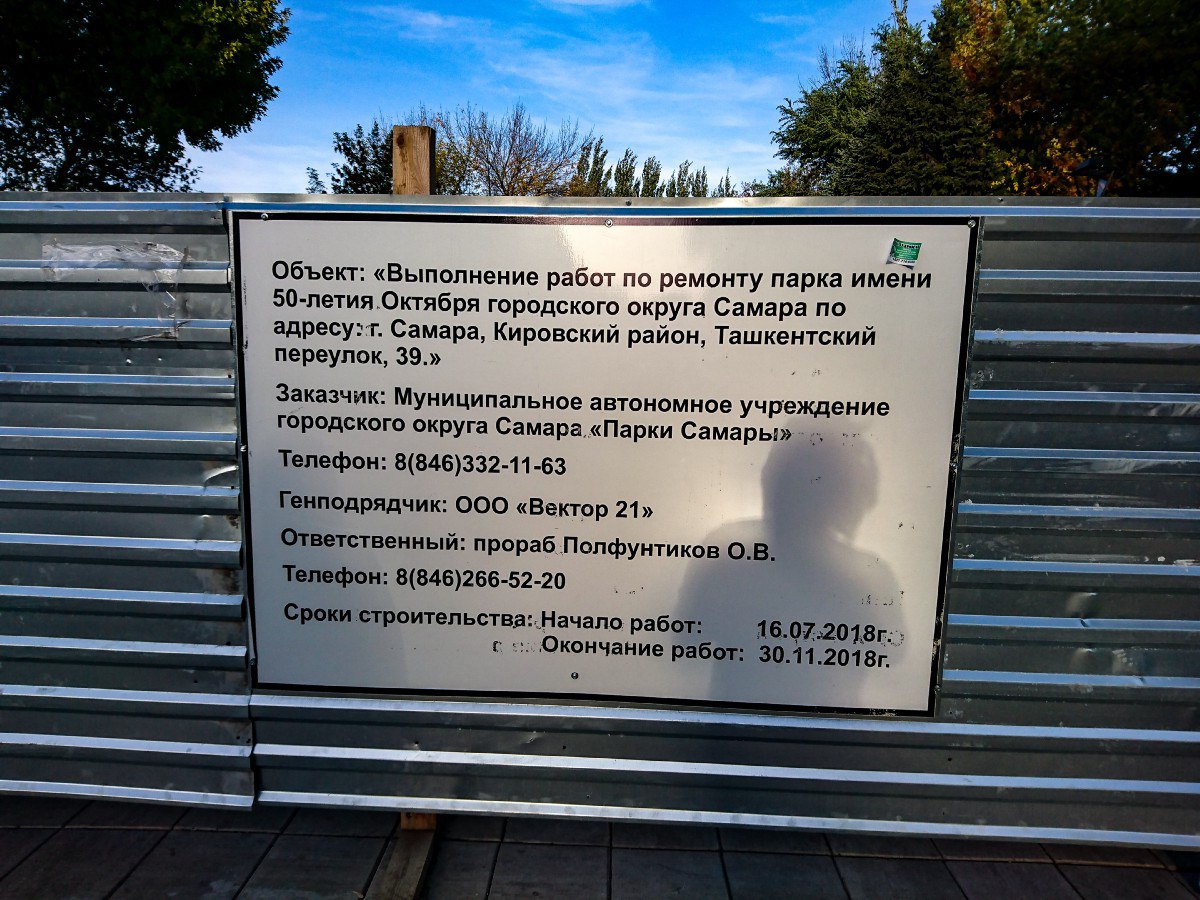 Объект: «Выполнение работ по ремонту парка имени
50-летия Октября городского округа Самара по
адресу: г. Самара, Кировский район, Ташкентский
переулок, 39.»
Заказчик: Муниципальное автономное учреждение
городского округа Самара «Парки Самары»
Телефон: 8(846)332-11-63
Генподрядчик: ООО «Вектор 21»
Ответственный: прораб Полфунтиков О.В.
Телефон: 8(846)266-52-20
Сроки строительства: Начало работ: 16.07.2018г.
Окончание работ: 30.11.2018г.